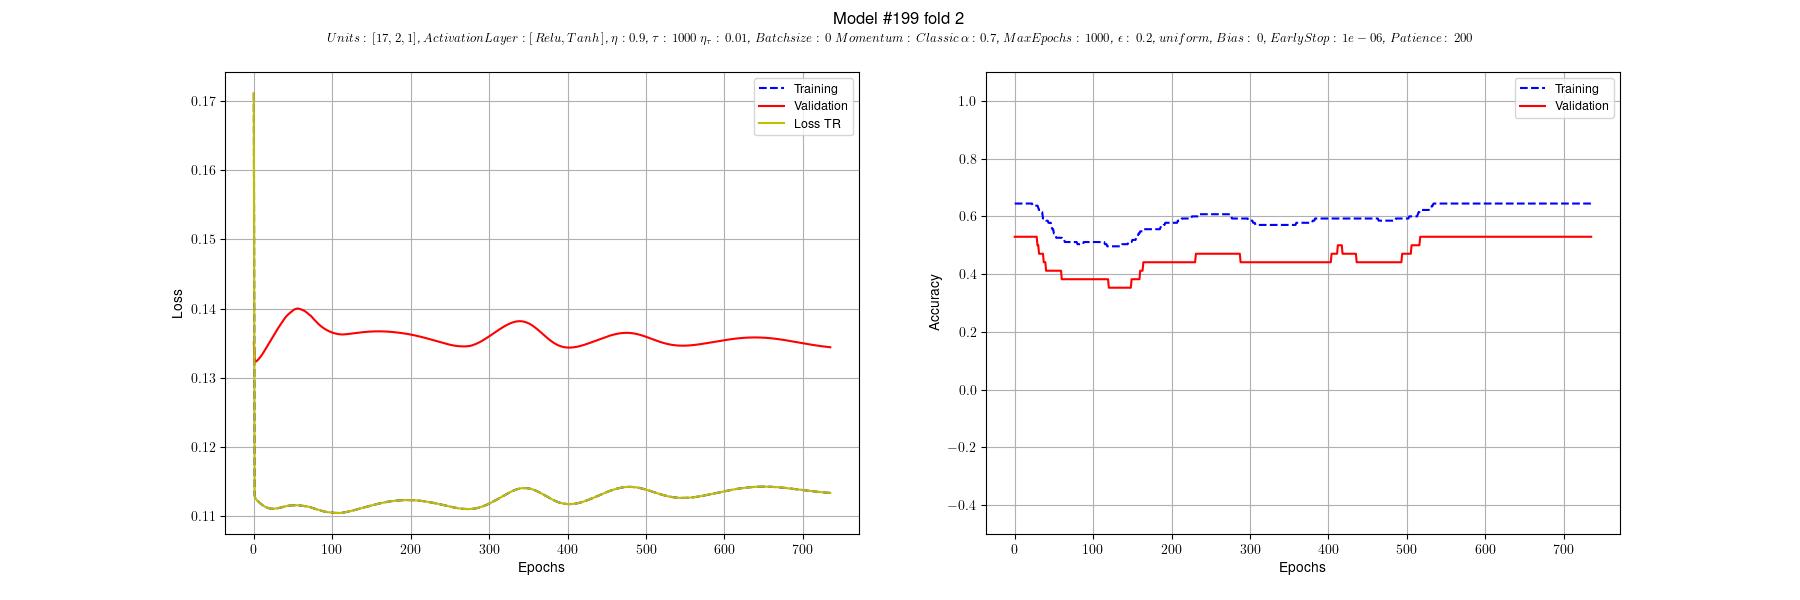 Model #199 fold 2
Units : [17, 2, 1], ActivationLayer : [Relu, Tanh], η : 0.9, τ : 1000 ητ : 0.01, Batchsize : 0 Momentum : Classic α : 0.7, MaxEpochs : 1000, ϵ : 0.2, uniform, Bias : 0, EarlyStop : 1e − 06, Patience : 200
Training
Validation
Loss TR
0.17
0.16
0.15
0.14
0.13
0.12
0.11
Loss
0 100 200 300 400 500 600 700
Epochs
Training
Validation
1.0
0.8
0.6
0.4
0.2
0.0
−0.2
−0.4
Accuracy
0 100 200 300 400 500 600 700
Epochs